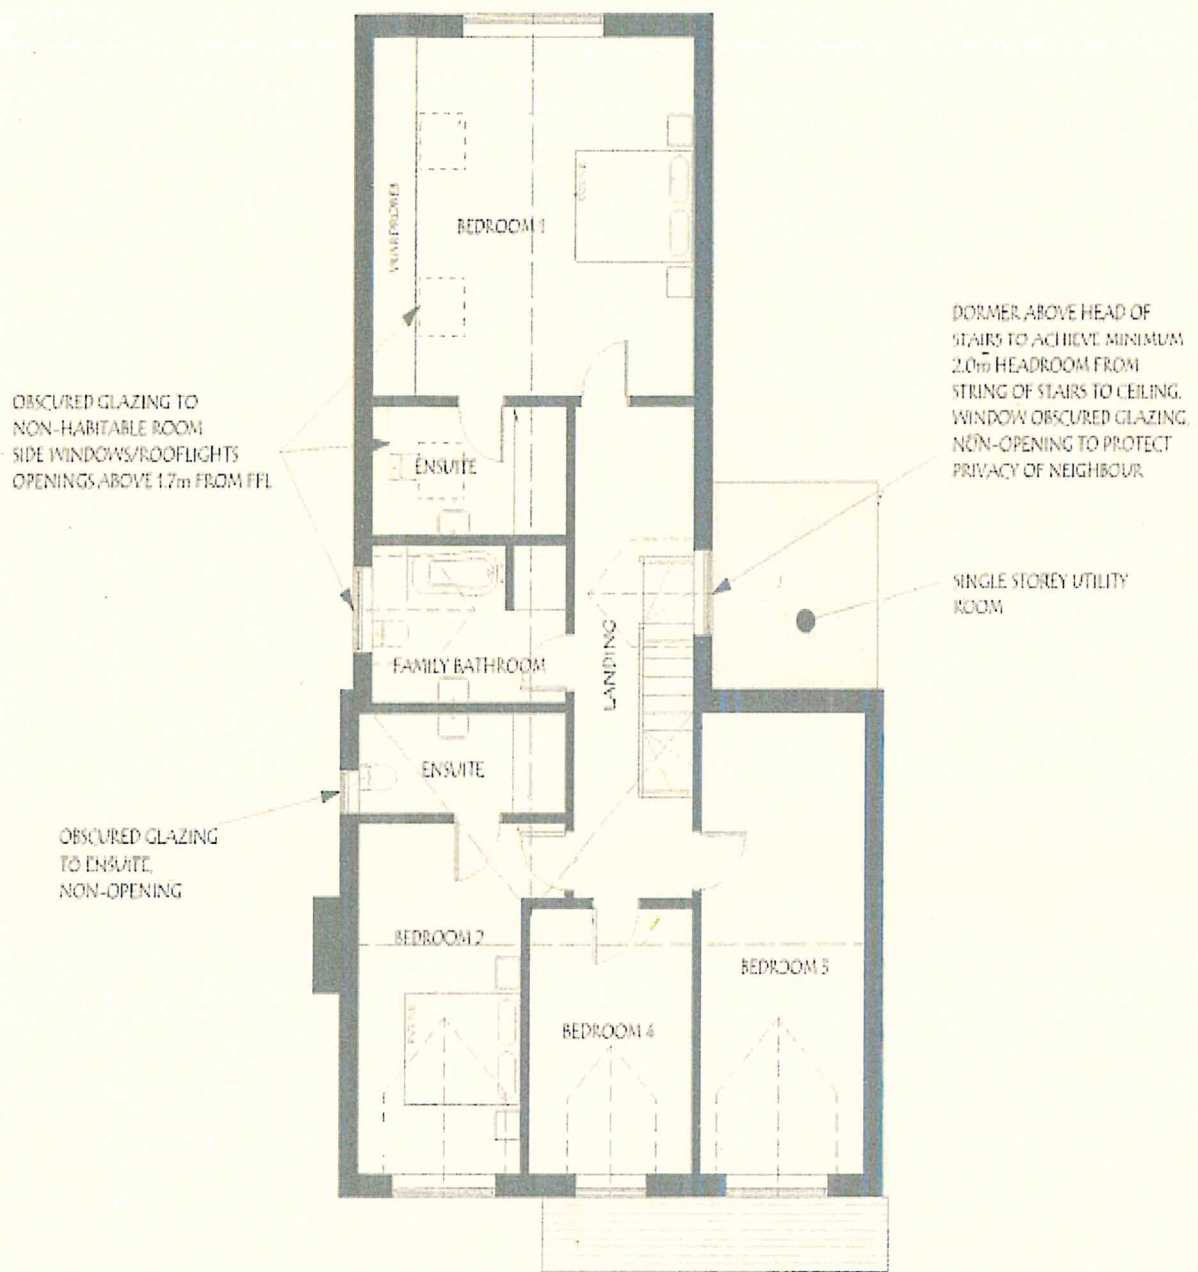 BEDROOM 1
WARDROBE
DORMER ABOVE HEAD OF
STAIRS TO ACHIEVE MINIMUM
2.0m HEADROOM FROM
STRING OF STAIRS TO CEILING.
WINDOW OBSCURED GLAZING,
NON-OPENING TO PROTECT
PRIVACY OF NEIGHBOUR
OBSCURED GLAZING TO
NON-HABITABLE ROOM
SIDE WINDOWS/ROOFLIGHTS
OPENINGS ABOVE 1.7m FROM FFL
ENSUITE
SINGLE STOREY UTILITY
ROOM
FAMILY BATHROOM
LANDING
ENSUITE
OBSCURED GLAZING
TO ENSUITE,
NON-OPENING
BEDROOM 2
BEDROOM 3
BEDROOM 4